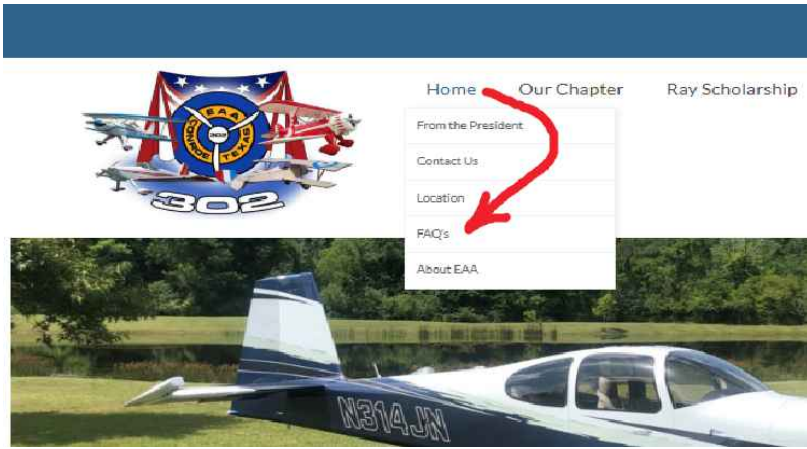 Home Our Chapter Ray Scholarship
From the President
Contact Us
Location
FAQ's
About EAA
EAA
CONROE TEXAS
302
302
N314JN